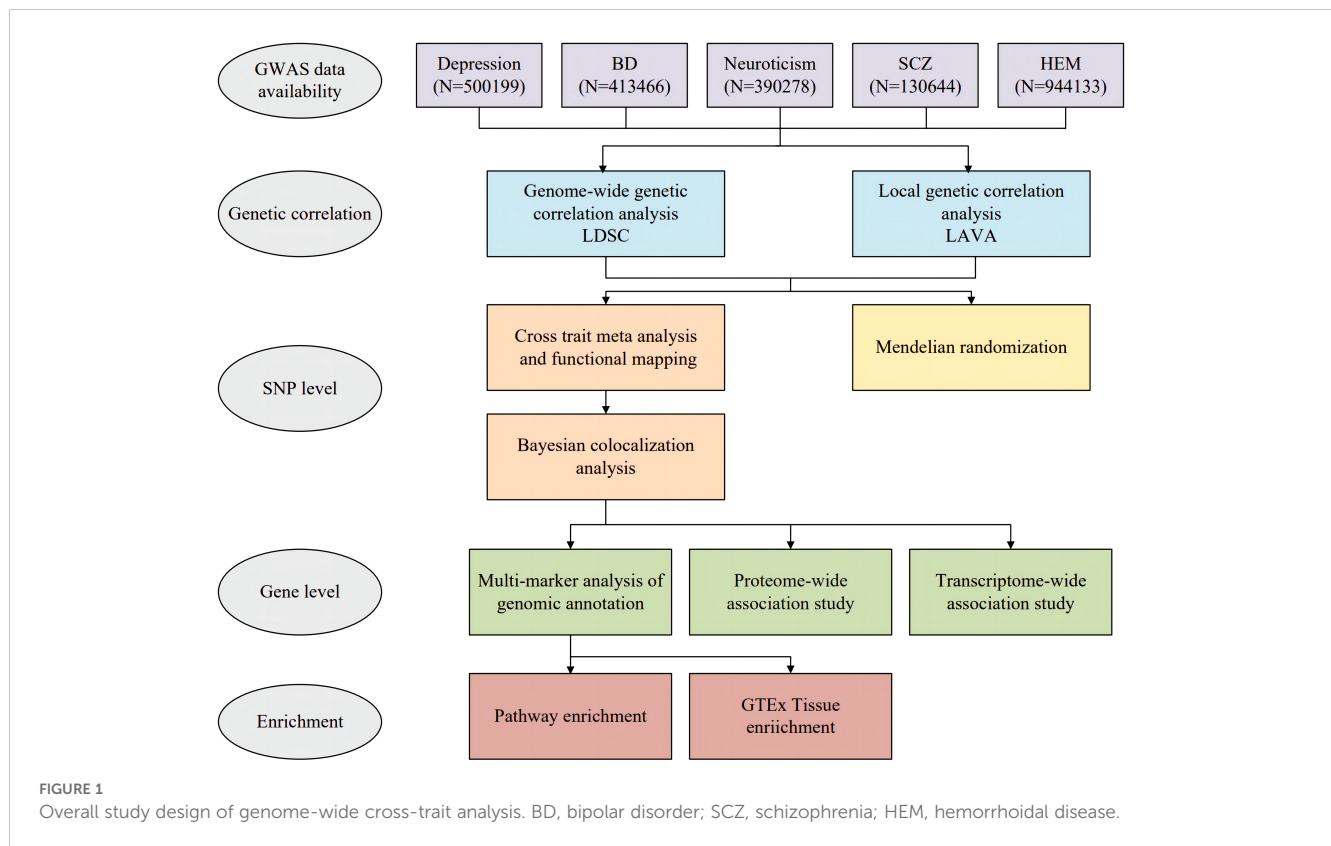 GWAS data
availability
Depression
(N=500199)
BD
(N=413466)
Neuroticism
(N=390278)
SCZ
(N=130644)
HEM
(N=944133)
Genetic correlation
Genome-wide genetic
correlation analysis
LDSC
Local genetic correlation
analysis
LAVA
SNP level
Cross trait meta analysis
and functional mapping
Mendelian randomization
Bayesian colocalization
analysis
Gene level
Multi-marker analysis of
genomic annotation
Proteome-wide
association study
Transcriptome-wide
association study
Enrichment
Pathway enrichment
GTEx Tissue
enriichment
FIGURE 1
Overall study design of genome-wide cross-trait analysis. BD, bipolar disorder; SCZ, schizophrenia; HEM, hemorrhoidal disease.